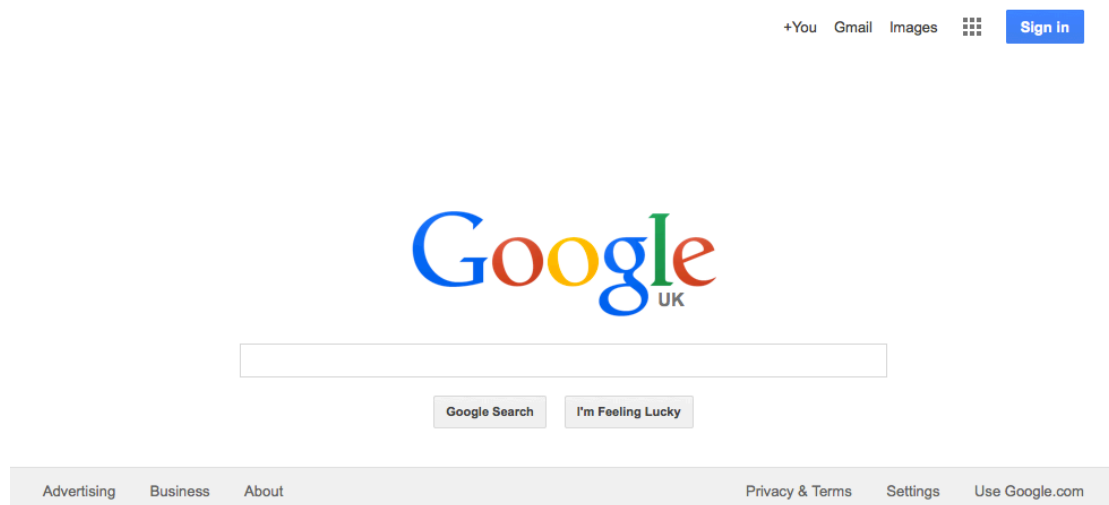 +You Gmail Images Sign in
Google
UK
Google Search I'm Feeling Lucky
Advertising Business About Privacy & Terms Settings Use Google.com